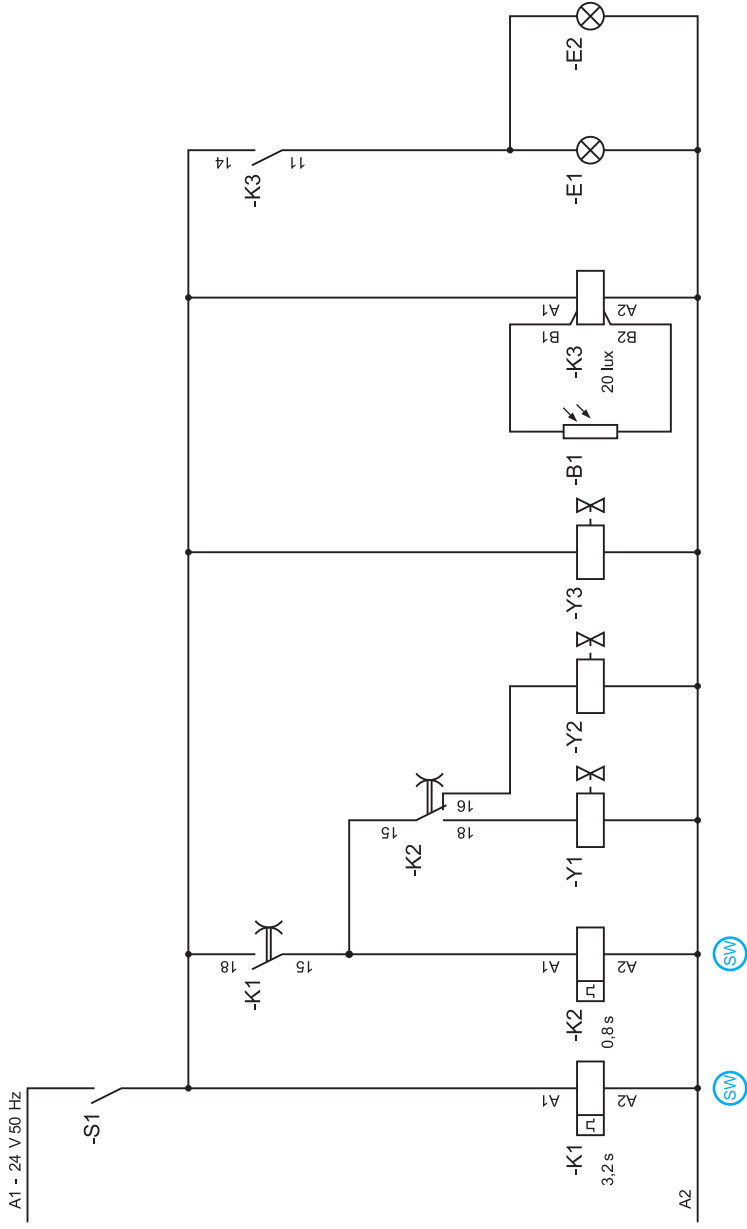 A1 - 24 V 50 Hz
-S1
18
15
-K1
15
16
18
-K2
14
11
-K3
A1
A2
-K1
3,2 s
A1
A2
-K2
0,8 s
-Y1
-Y2
-Y3
-B1
A1
A2
B1
B2
-K3
20 lux
-E1
-E2
A2
SW
SW